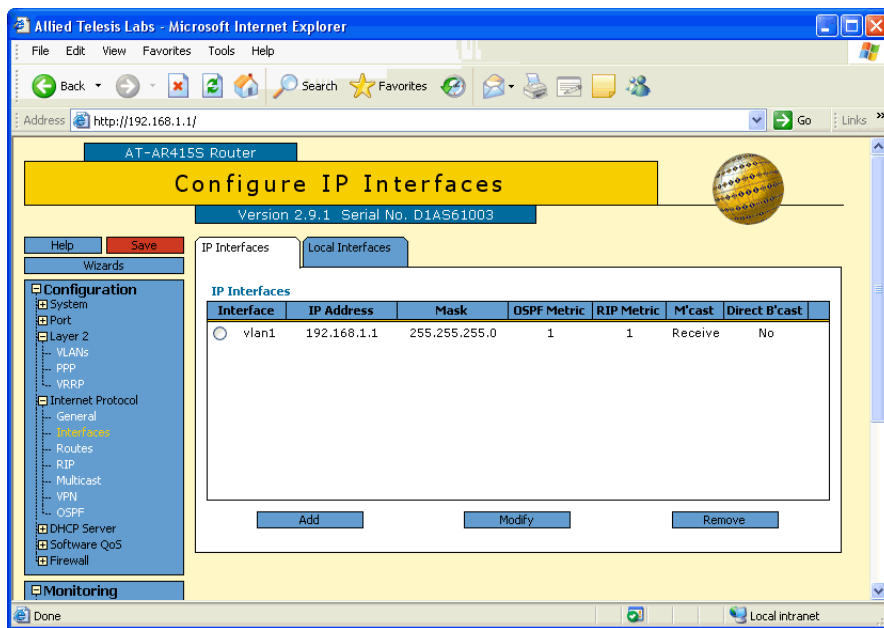 Allied Telesis Labs - Microsoft Internet Explorer
File Edit View Favorites Tools Help
Back Search Favorites
Address http://192.168.1.1/ Go Links »
AT-AR415S Router
Configure IP Interfaces
Version 2.9.1 Serial No. D1AS61003
Help Save
Wizards
Configuration
System
Port
Layer 2
VLANs
PPP
VRRP
Internet Protocol
General
Interfaces
Routes
RIP
Multicast
VPN
OSPF
DHCP Server
Software QoS
Firewall
Monitoring
IP Interfaces Local Interfaces
IP Interfaces
Interface IP Address Mask OSPF Metric RIP Metric M'cast Direct B'cast
vlan1 192.168.1.1 255.255.255.0 1 1 Receive No
Add Modify Remove
Done Local intranet